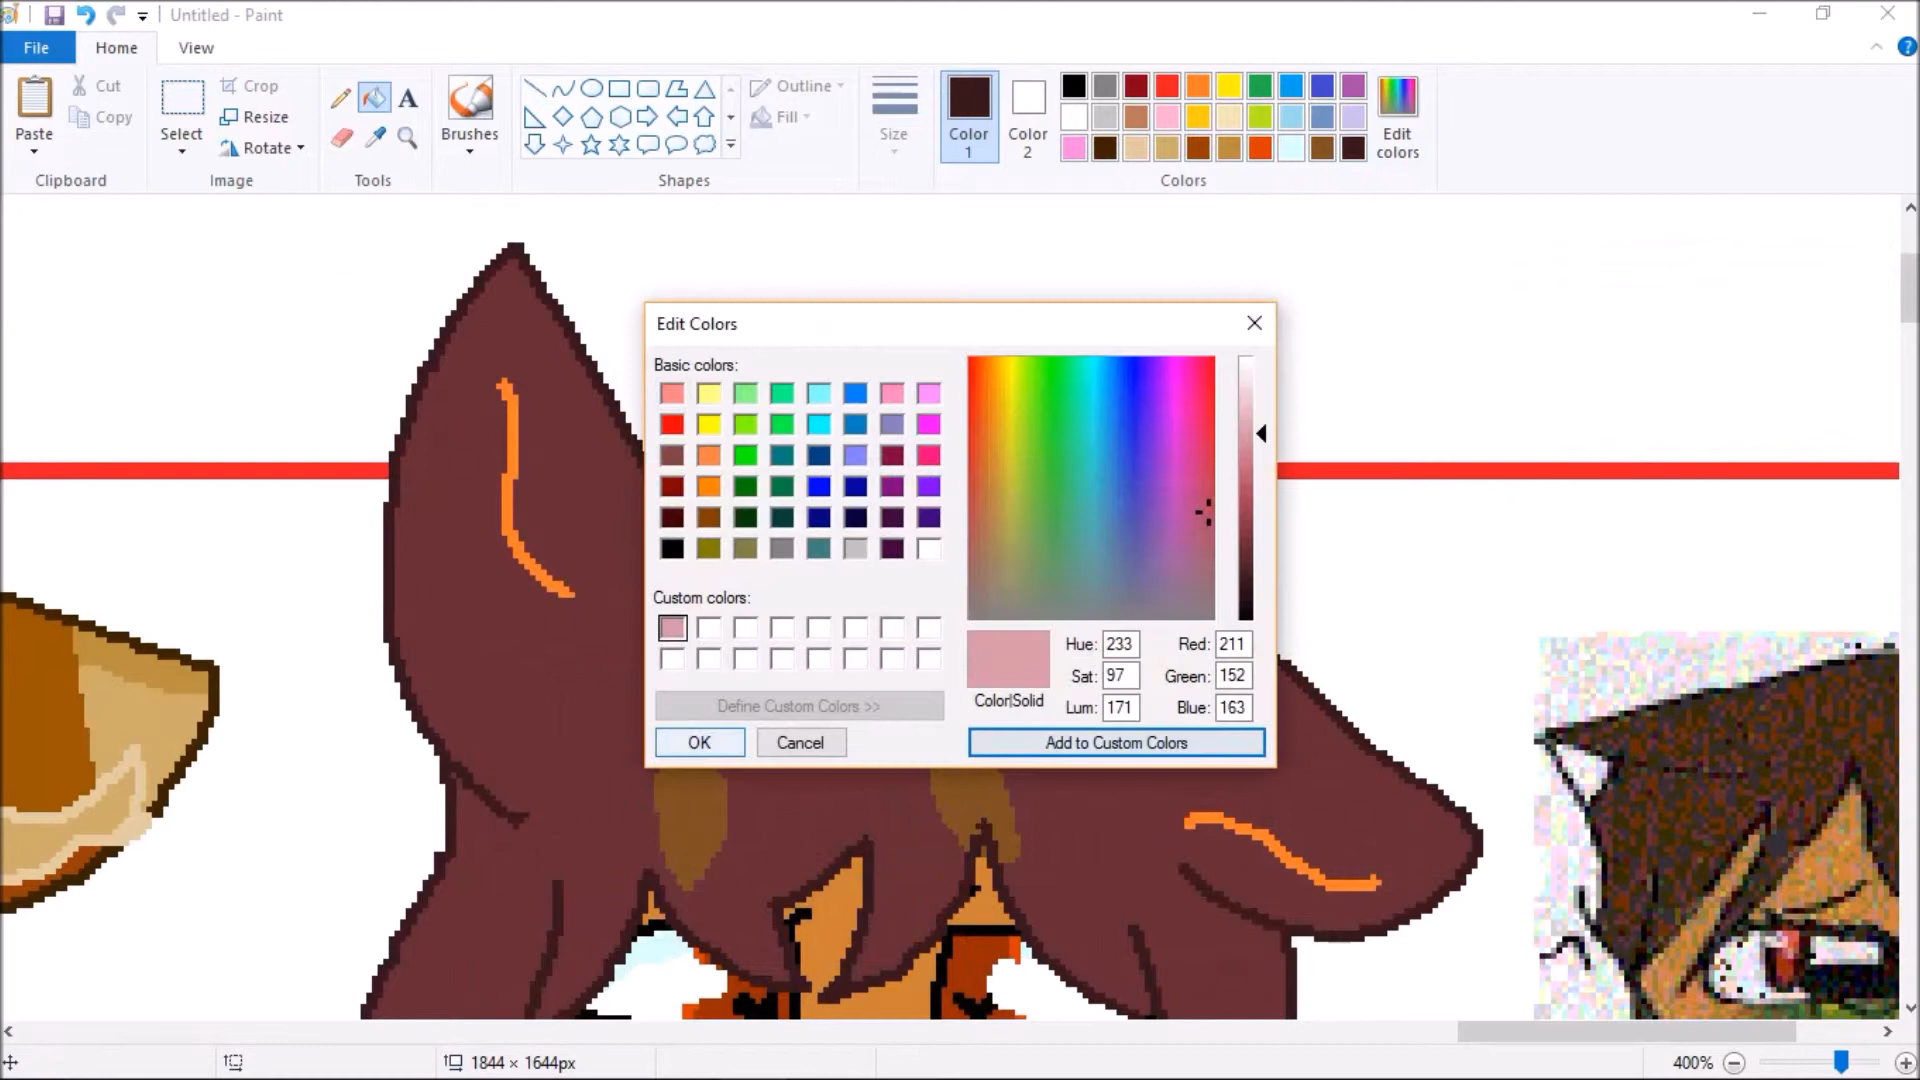 Untitled - Paint
File Home View
Paste
Cut
Copy
Clipboard
Select
Crop
Resize
Rotate
Image
A
Tools
Brushes
Outline
Fill
Shapes
Size
Color 1
Color 2
Edit colors
Colors
Edit Colors
Basic colors:
Custom colors:
Define Custom Colors >>
OK Cancel
Color|Solid
Hue: 233 Red: 211
Sat: 97 Green: 152
Lum: 171 Blue: 163
Add to Custom Colors
1844 × 1644px
400%